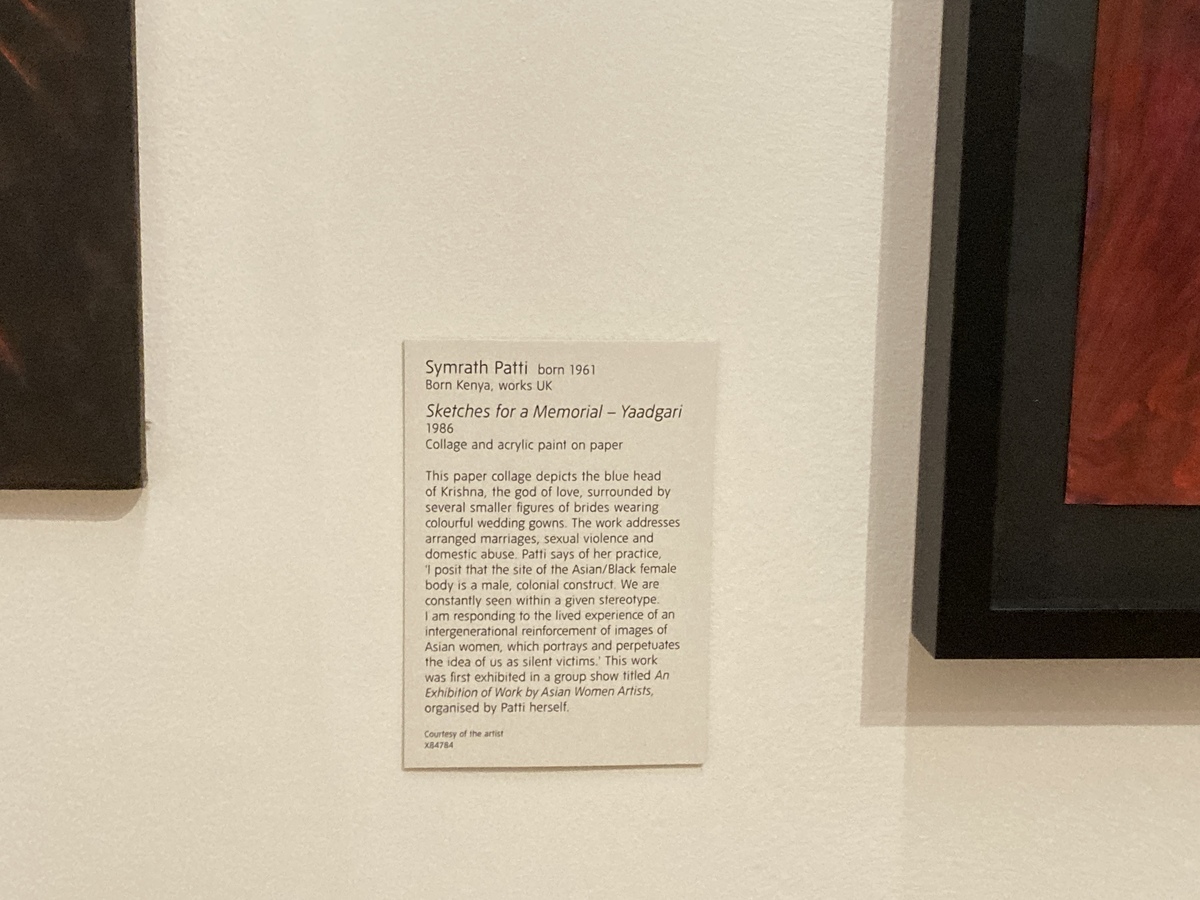 Symrath Patti born 1961
Born Kenya, works UK
Sketches for a Memorial – Yaadgari
1986
Collage and acrylic paint on paper
This paper collage depicts the blue head
of Krishna, the god of love, surrounded by
several smaller figures of brides wearing
colourful wedding gowns. The work addresses
arranged marriages, sexual violence and
domestic abuse. Patti says of her practice,
'I posit that the site of the Asian/Black female
body is a male, colonial construct. We are
constantly seen within a given stereotype.
I am responding to the lived experience of an
intergenerational reinforcement of images of
Asian women, which portrays and perpetuates
the idea of us as silent victims.' This work
was first exhibited in a group show titled An
Exhibition of Work by Asian Women Artists,
organised by Patti herself.
Courtesy of the artist
X84784